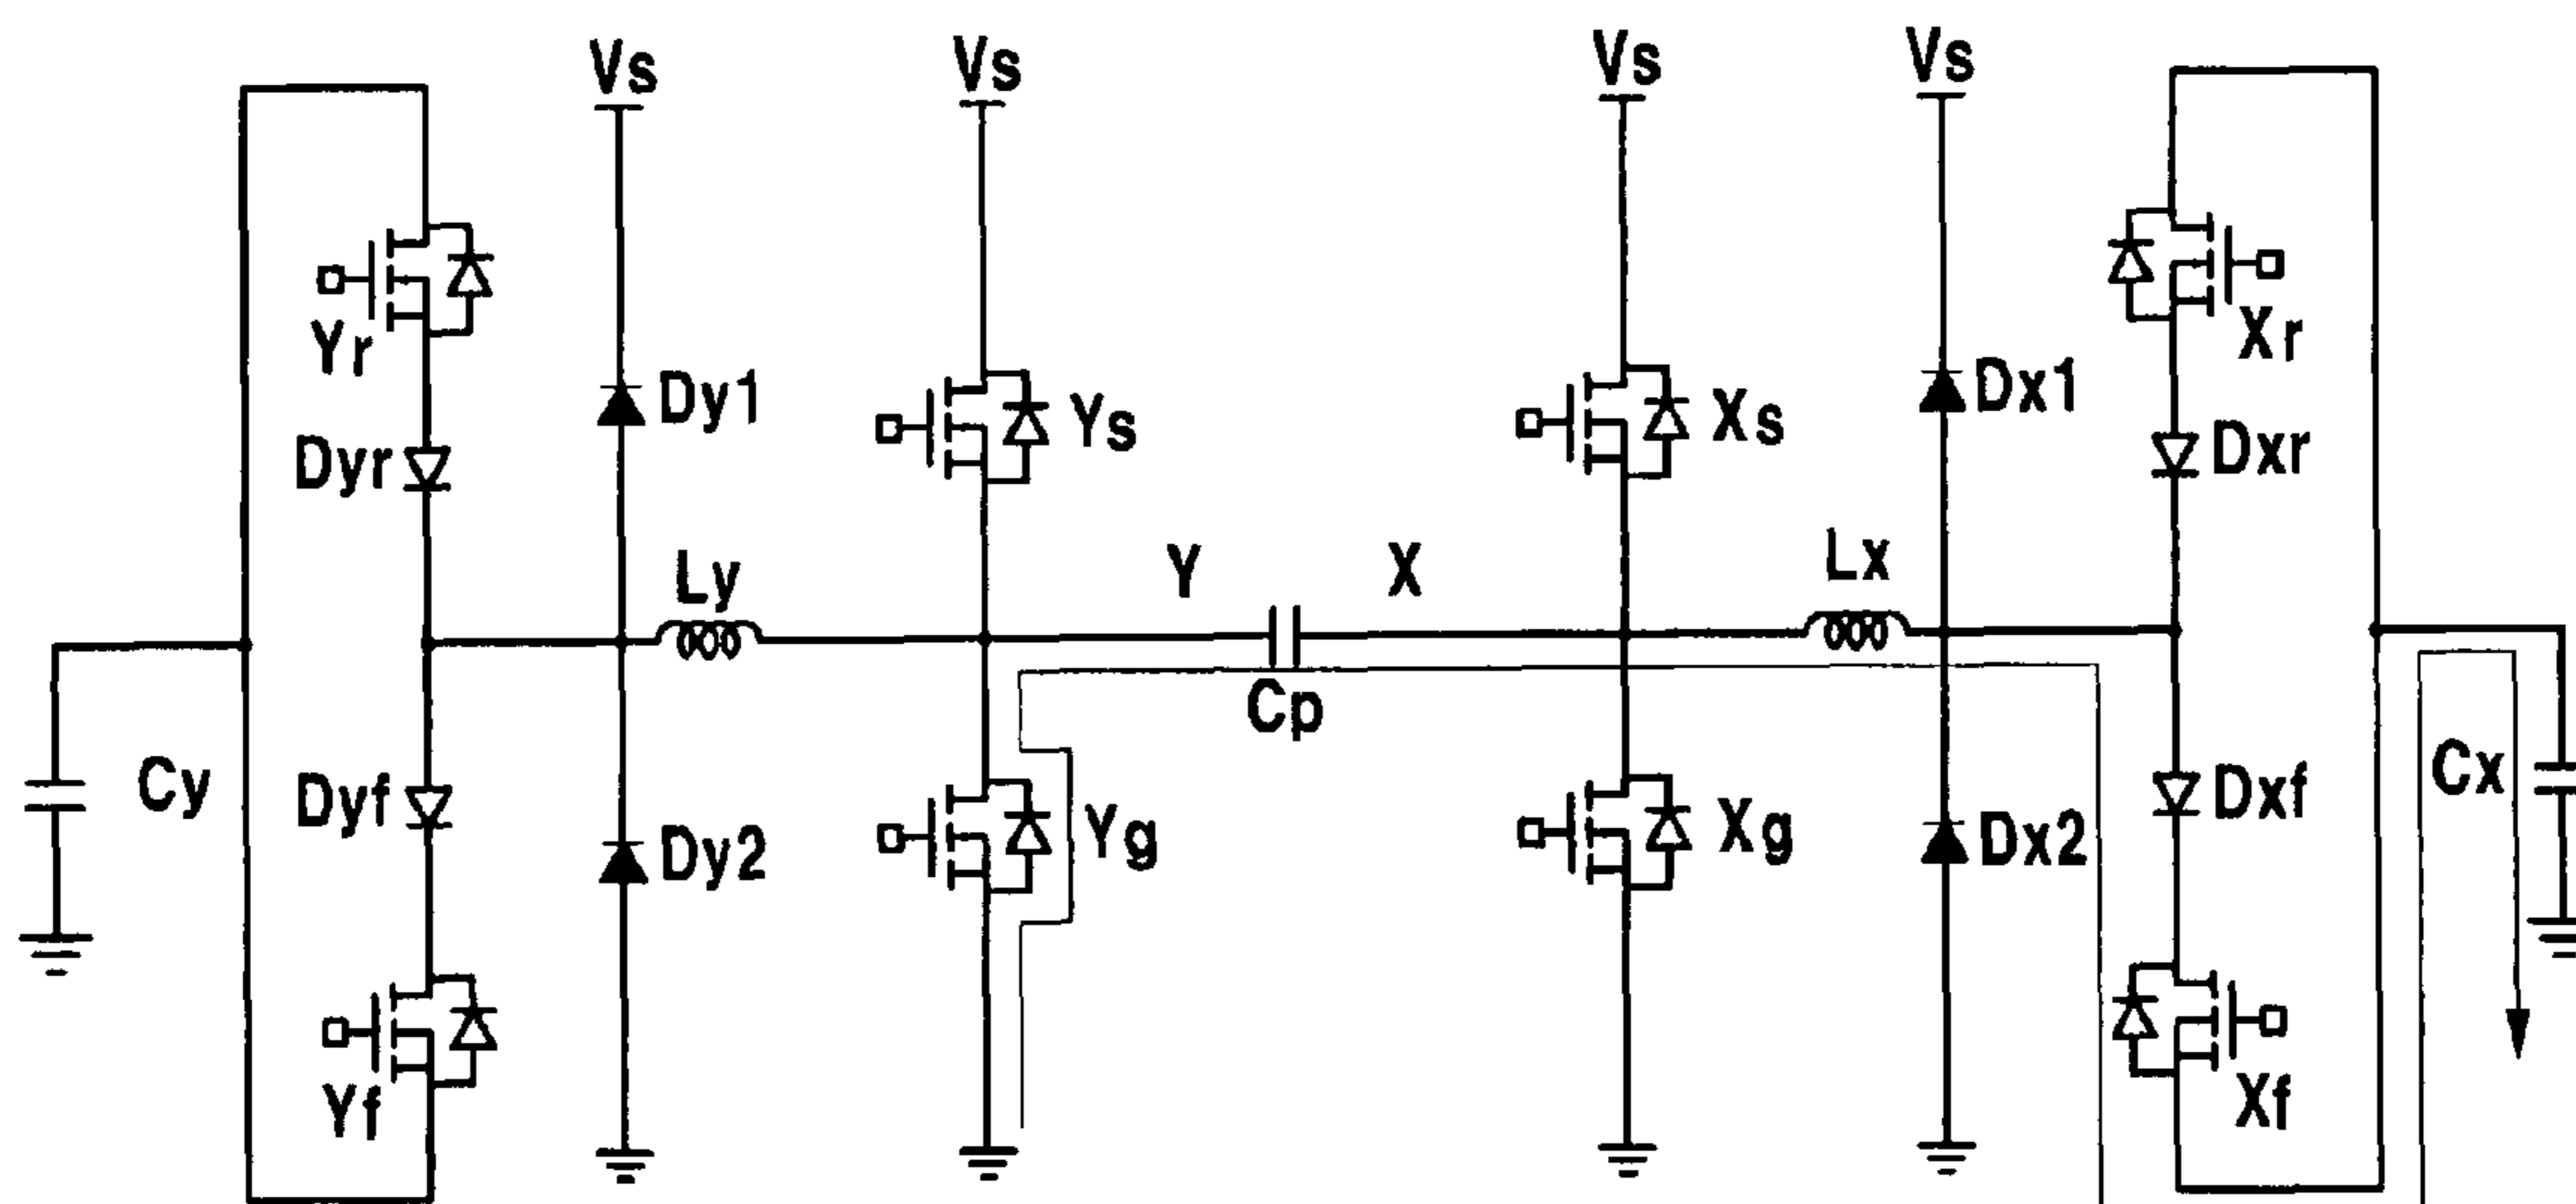 Vs
Vs
Vs
Vs
Yr
Xr
Dy1
Ys
Xs
Dx1
Dyr
Dxr
Ly
Y
X
Lx
Cp
Cy
Dyf
Dy2
Yg
Xg
Dx2
Dxf
Cx
Yf
Xf